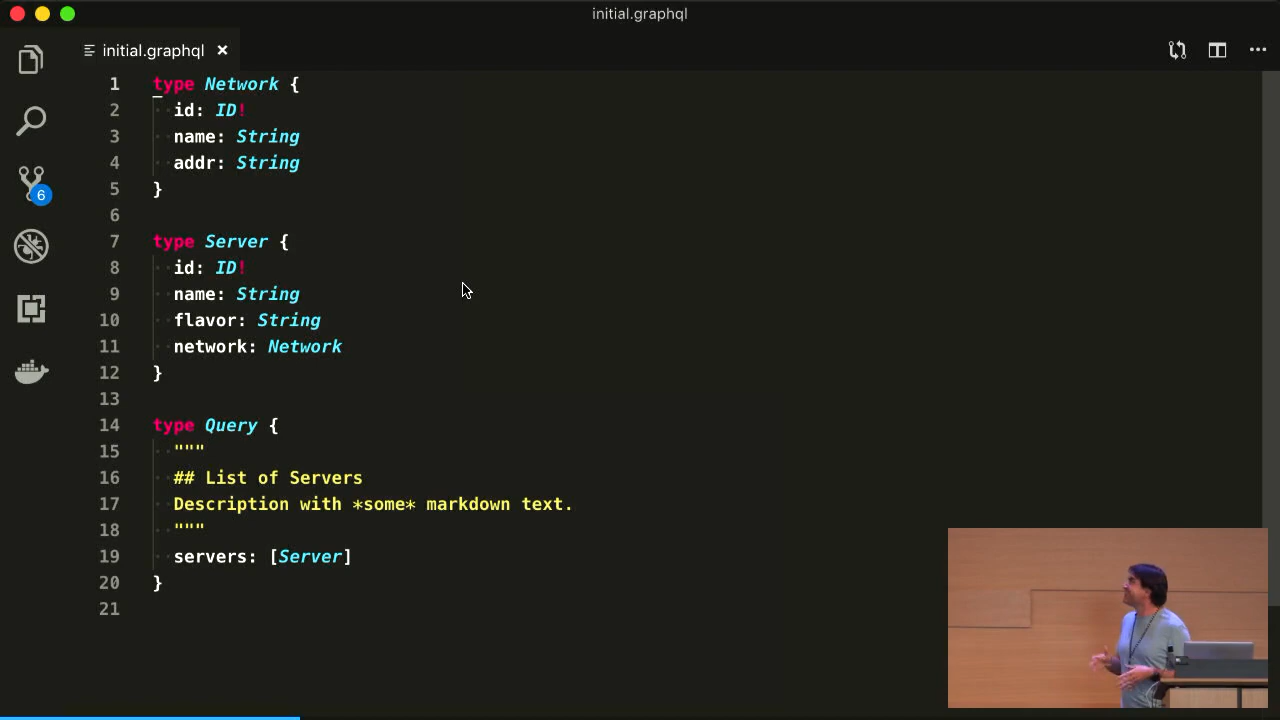 initial.graphql
initial.graphql
6
1 type Network {
2 id: ID!
3 name: String
4 addr: String
5 }
6
7 type Server {
8 id: ID!
9 name: String
10 flavor: String
11 network: Network
12 }
13
14 type Query {
15 """
16 ## List of Servers
17 Description with *some* markdown text.
18 """
19 servers: [Server]
20 }
21